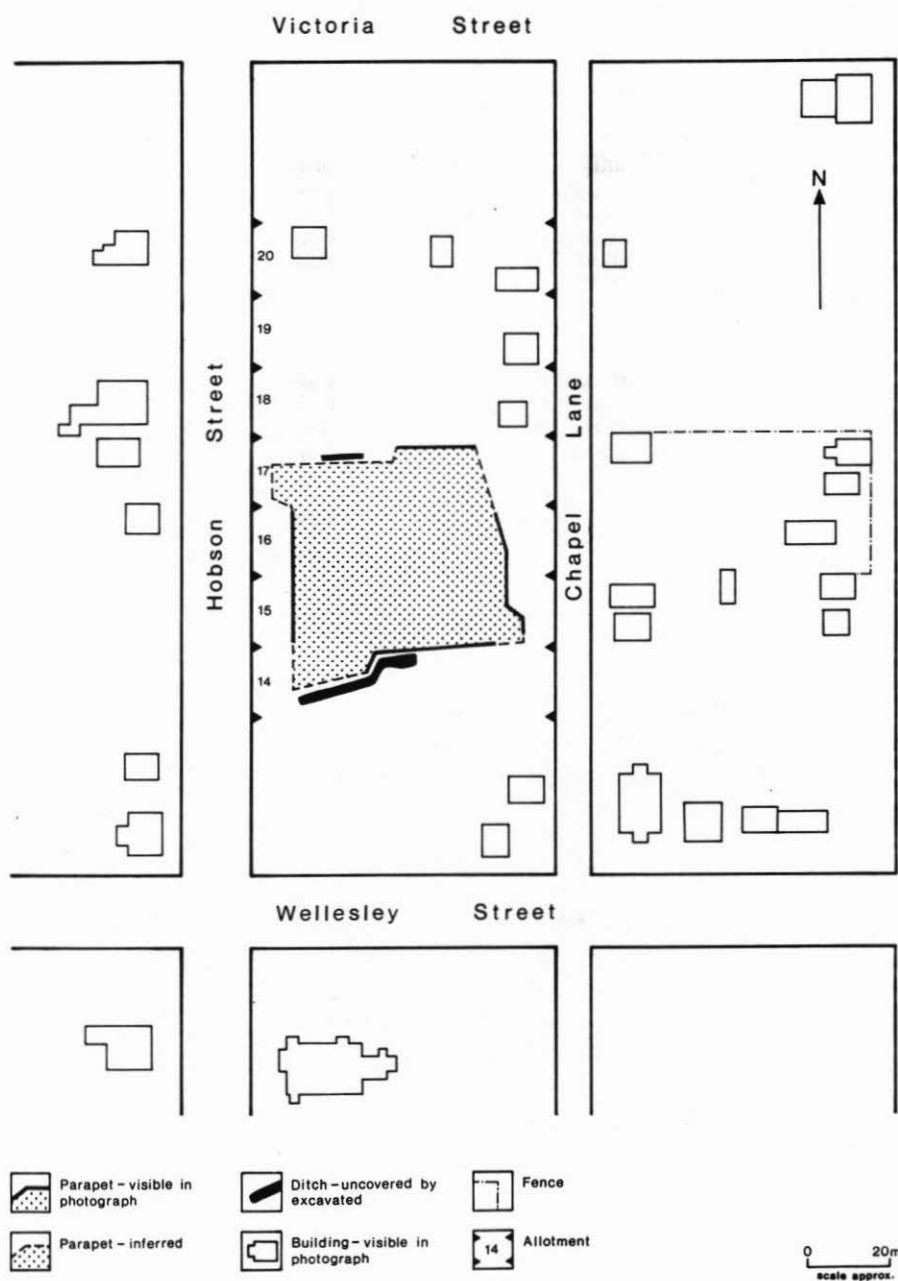 Victoria Street
N
20
19
18
17
16
15
14
Hobson Street
Chapel Lane
Wellesley Street
Parapet – visible in
photograph
Parapet – inferred
Ditch – uncovered by
excavated
Building – visible in
photograph
Fence
14 Allotment
0 20m
scale approx.